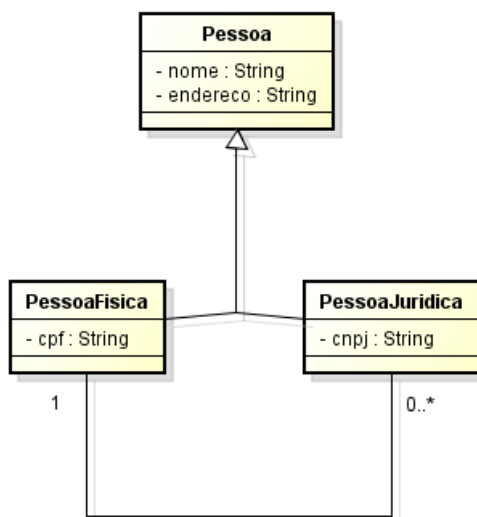 Pessoa
- nome : String
- endereco : String
PessoaFisica
- cpf : String
PessoaJuridica
- cnpj : String
1
0..*